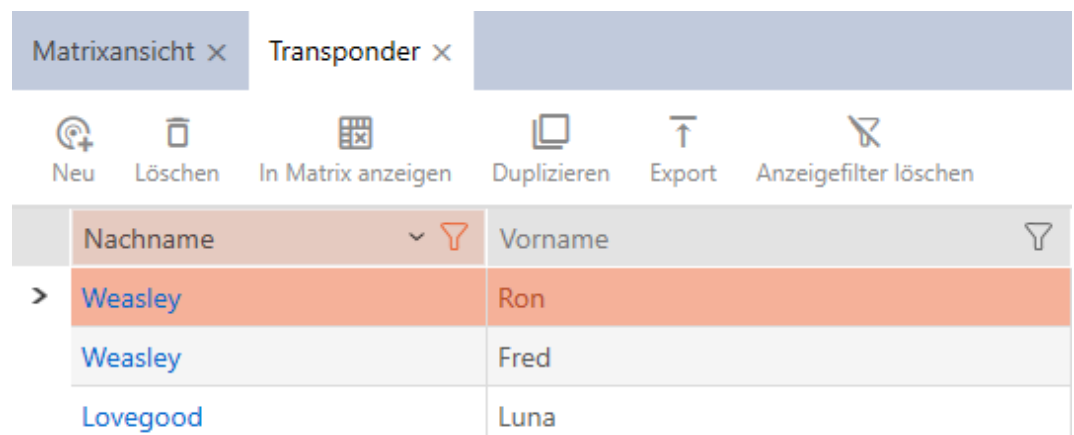 Matrixansicht × Transponder ×
Neu Löschen In Matrix anzeigen Duplizieren Export Anzeigefilter löschen
Nachname Vorname
Weasley Ron
Weasley Fred
Lovegood Luna